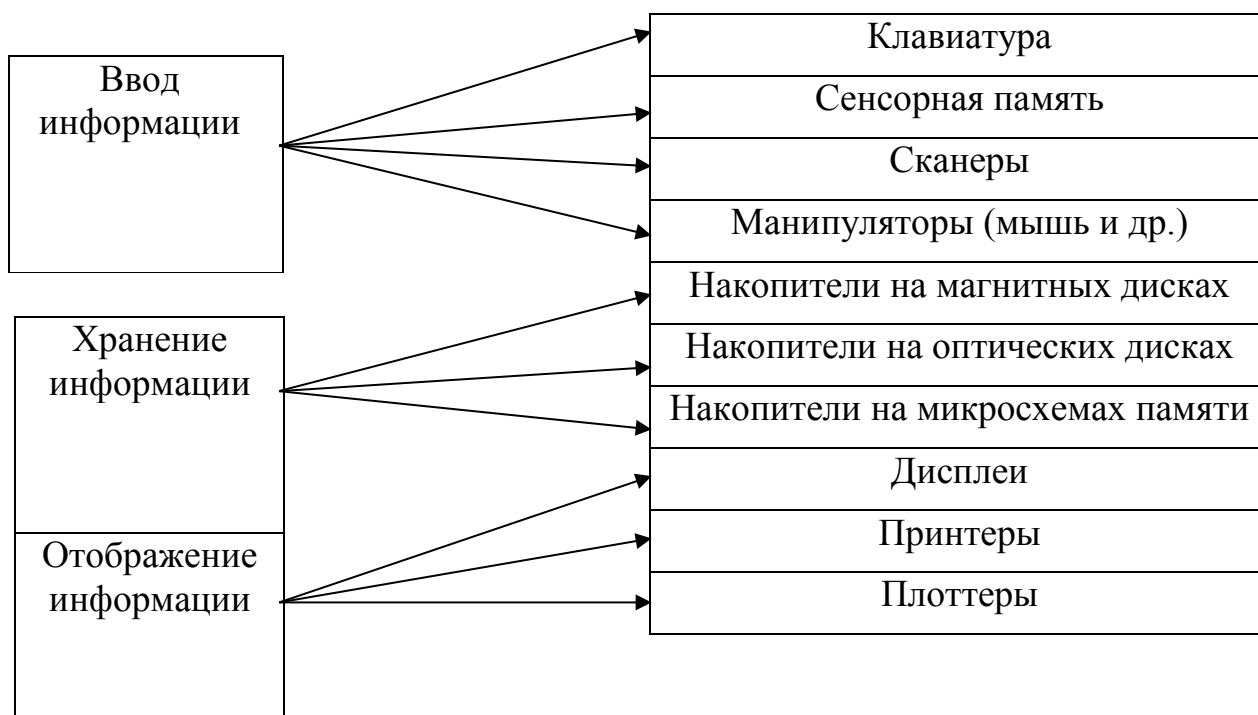 Ввод
информации
Хранение
информации
Отображение
информации
Клавиатура
Сенсорная память
Сканеры
Манипуляторы (мышь и др.)
Накопители на магнитных дисках
Накопители на оптических дисках
Накопители на микросхемах памяти
Дисплеи
Принтеры
Плоттеры